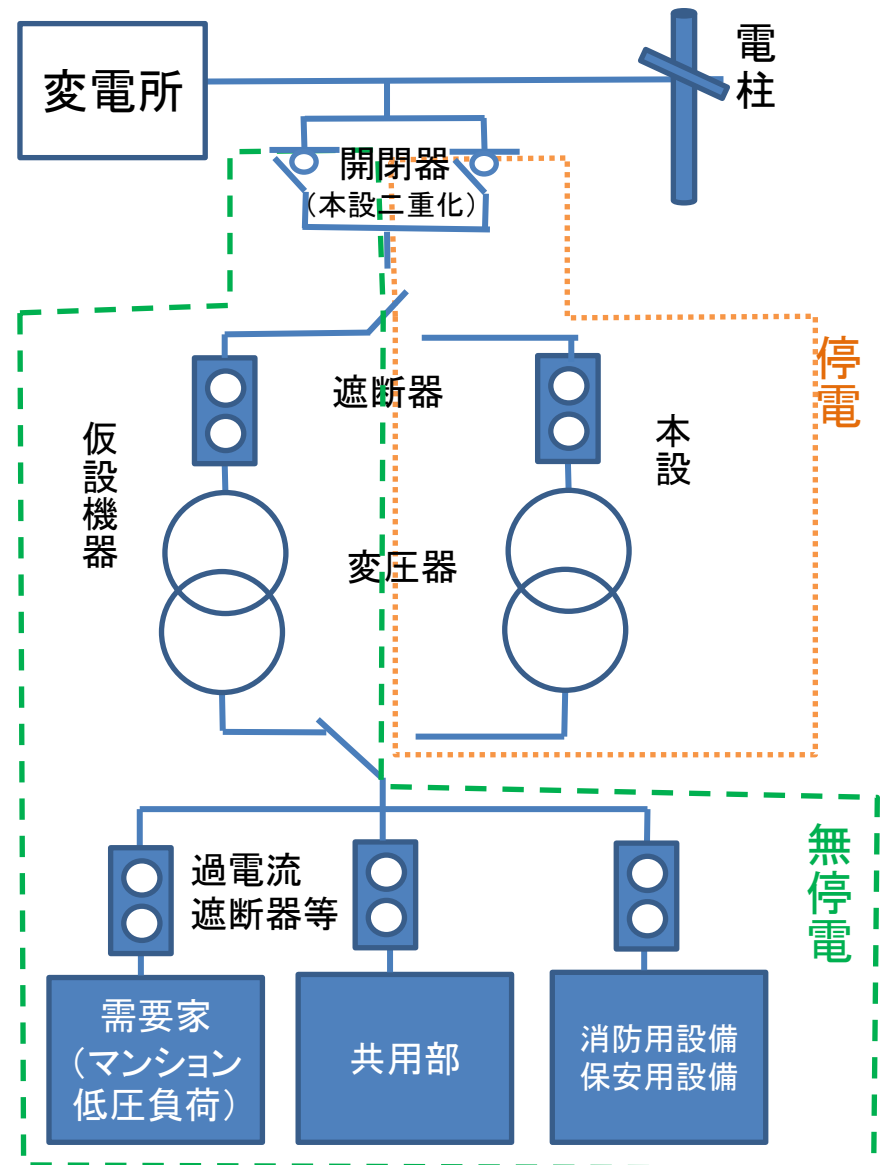 変電所
電柱
開閉器
(本設二重化)
停電
遮断器
仮設機器
本設
変圧器
無停電
過電流
遮断器等
需要家
(マンション
低圧負荷)
共用部
消防用設備
保安用設備